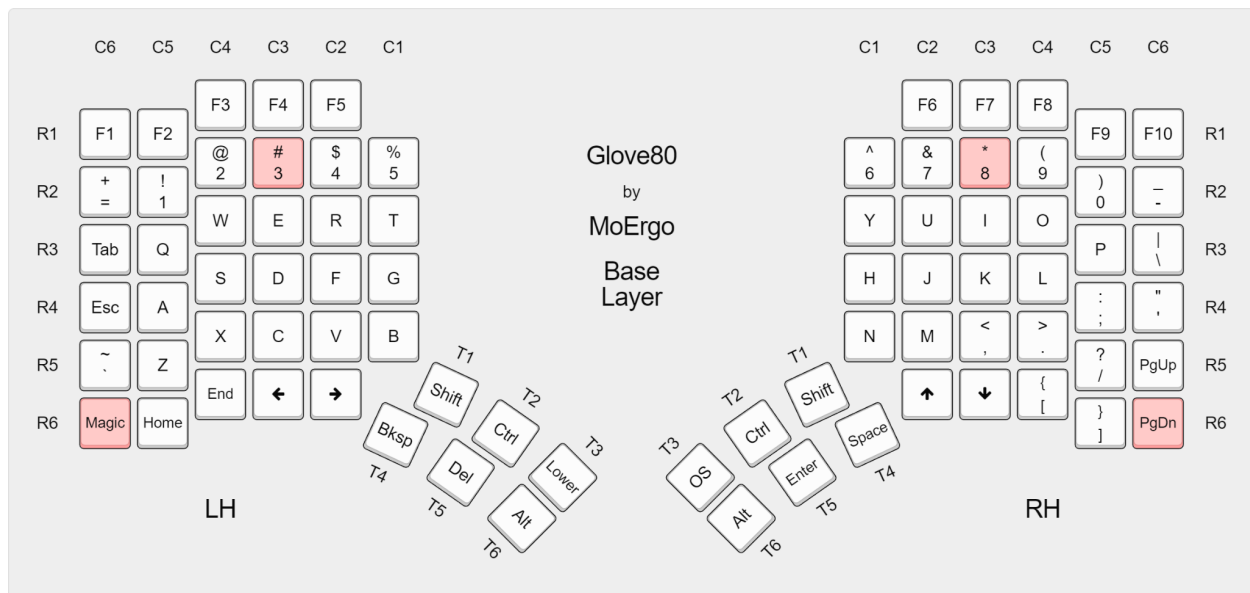 C6 C5 C4 C3 C2 C1 C1 C2 C3 C4 C5 C6
F3 F4 F5 F6 F7 F8
R1 F1 F2 F9 F10 R1
@ # $ % ^ & * (
2 3 4 5 6 7 8 9
R2 + ! ) _ R2
= 1 0 -
W E R T Y U I O
R3 Tab Q P | R3
\
S D F G H J K L
R4 Esc A : " R4
; '
X C V B N M < >
, .
R5 ~ Z ? PgUp R5
` /
End ← → ↑ ↓ {
[
R6 Magic Home } PgDn R6
]
Glove80
by
MoErgo
Base
Layer
T1
Shift
T2
Ctrl
T3
Lower
Bksp
T4
Del
T5
Alt
T6
T1
Shift
T2
Ctrl
T3
OS
Space
T4
Enter
T5
Alt
T6
LH RH